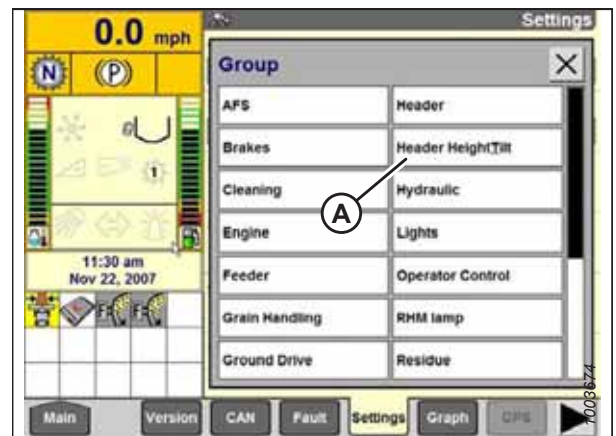 0.0 mph
Settings
N
(P)
Group
AFS
Header
Brakes
Header Height/Tilt
Cleaning
Hydraulic
A
Engine
Lights
Feeder
Operator Control
Grain Handling
RHM lamp
Ground Drive
Residue
1
11:30 am
Nov 22, 2007
Main
Version
CAN
Fault
Settings
Graph
GPS
1003674